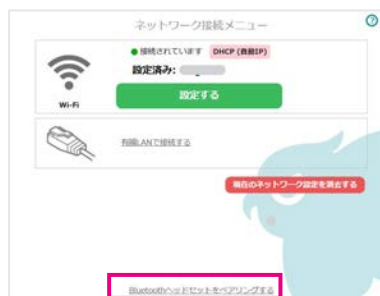 ネットワーク接続メニュー
接続されています DHCP (自動IP)
設定済み:
設定する
Wi-Fi
有線LANで接続する
現在のネットワーク設定を消去する
Bluetoothヘッドセットをペアリングする